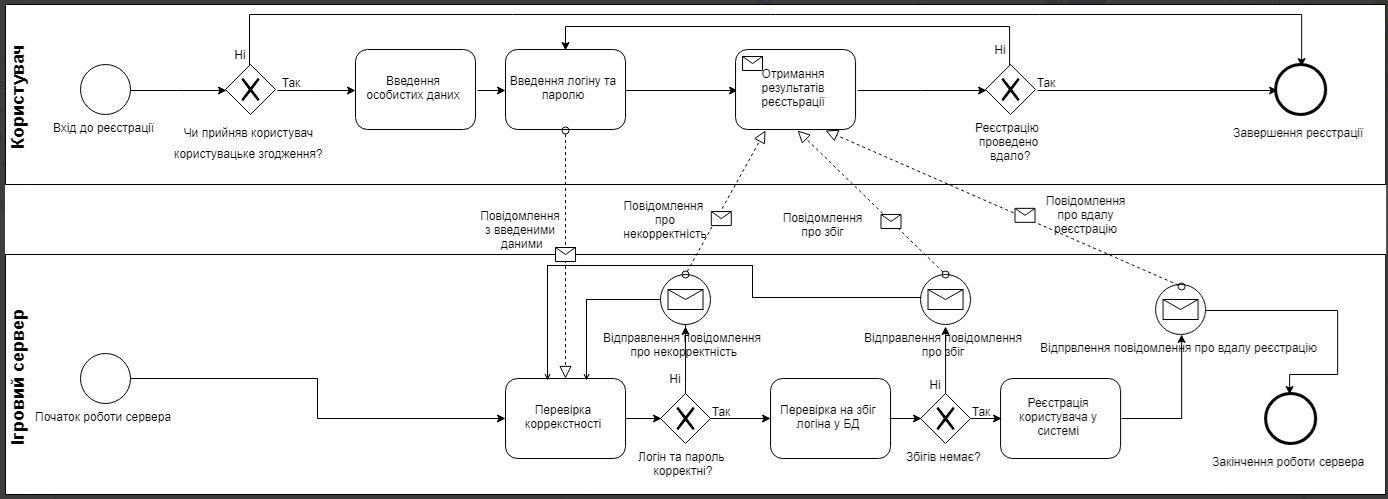 Користувач
Вхід до реєстрації
Ні
Так
Чи прийняв користувач
користувацьке згодження?
Введення
особистих даних
Введення логіну та
паролю
Отримання
результатів
реєстьрації
Ні
Так
Реєстрацію
проведено
вдало?
Завершення реєстрації
Повідомлення
з введеними
даними
Повідомлення
про
некорректність
Повідомлення
про збіг
Повідомлення
про вдалу
реєстрацію
Ігровий сервер
Початок роботи сервера
Перевірка
коррекстності
Відправлення повідомлення
про некорректність
Ні
Так
Логін та пароль
корректні?
Перевірка на збіг
логіна у БД
Відправлення повідомлення
про збіг
Ні
Так
Збігів немає?
Реєстрація
користувача у
системі
Відпрвлення повідомлення про вдалу реєстрацію
Закінчення роботи сервера